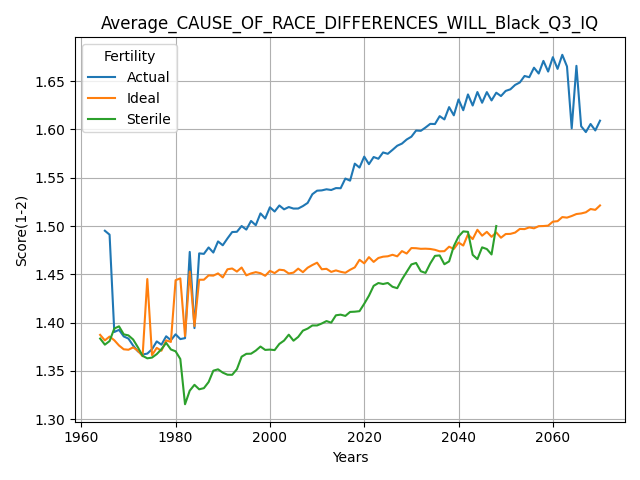 Average_CAUSE_OF_RACE_DIFFERENCES_WILL_Black_Q3_IQ
Fertility
Actual
Ideal
Sterile
Score(1-2)
1.65
1.60
1.55
1.50
1.45
1.40
1.35
1.30
1960
1980
2000
2020
2040
2060
Years